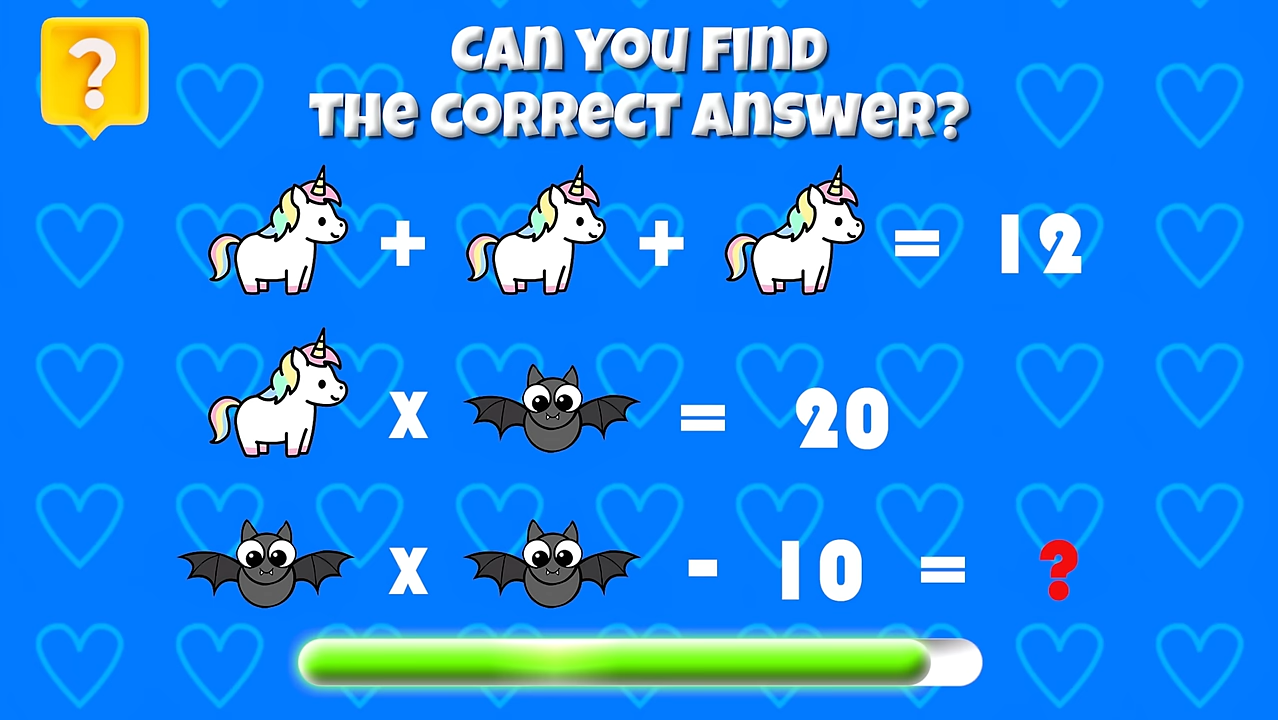 ?
Can you find
the correct answer?
+ + = 12
x = 20
x - 10 = ?